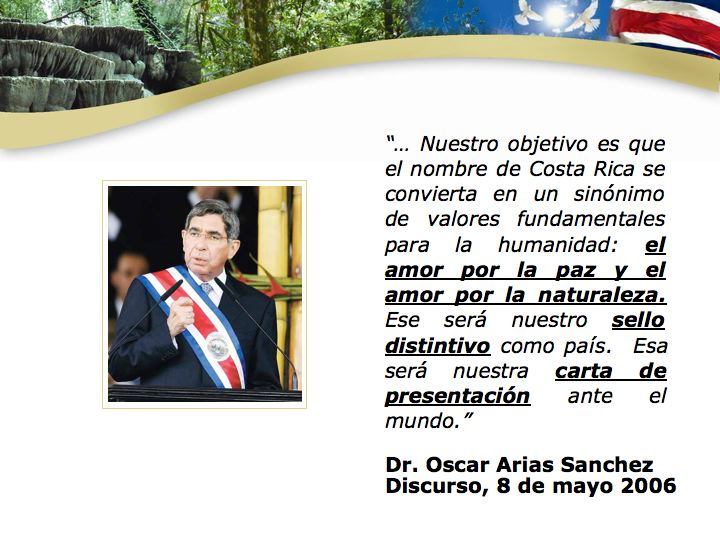 “… Nuestro objetivo es que
el nombre de Costa Rica se
convierta en un sinónimo
de valores fundamentales
para la humanidad: el
amor por la paz y el
amor por la naturaleza.
Ese será nuestro sello
distintivo como país. Esa
será nuestra carta de
presentación ante el
mundo.”
Dr. Oscar Arias Sanchez
Discurso, 8 de mayo 2006